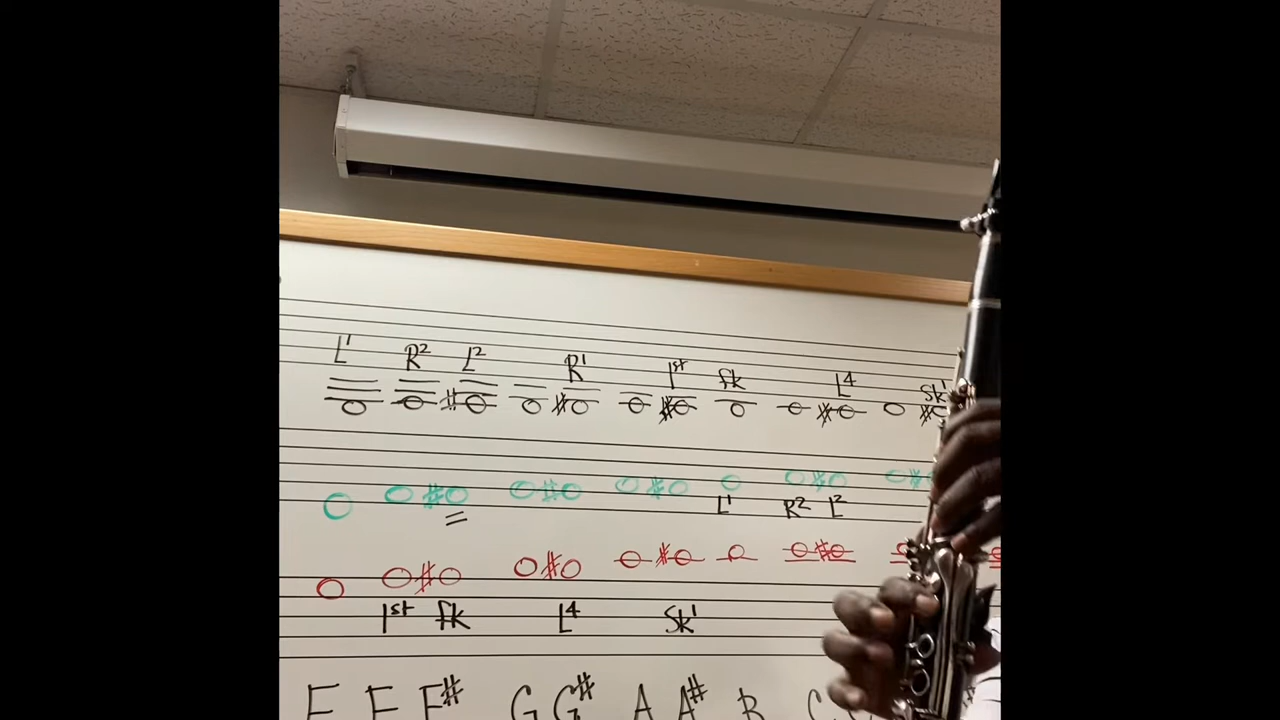 L¹ R² L² R¹ 1st fk L⁴ Sk¹
# # # # #
# # # #
L¹ R² L²
# # # #
1st fk L⁴ Sk¹
E F F# G G# A A# B C